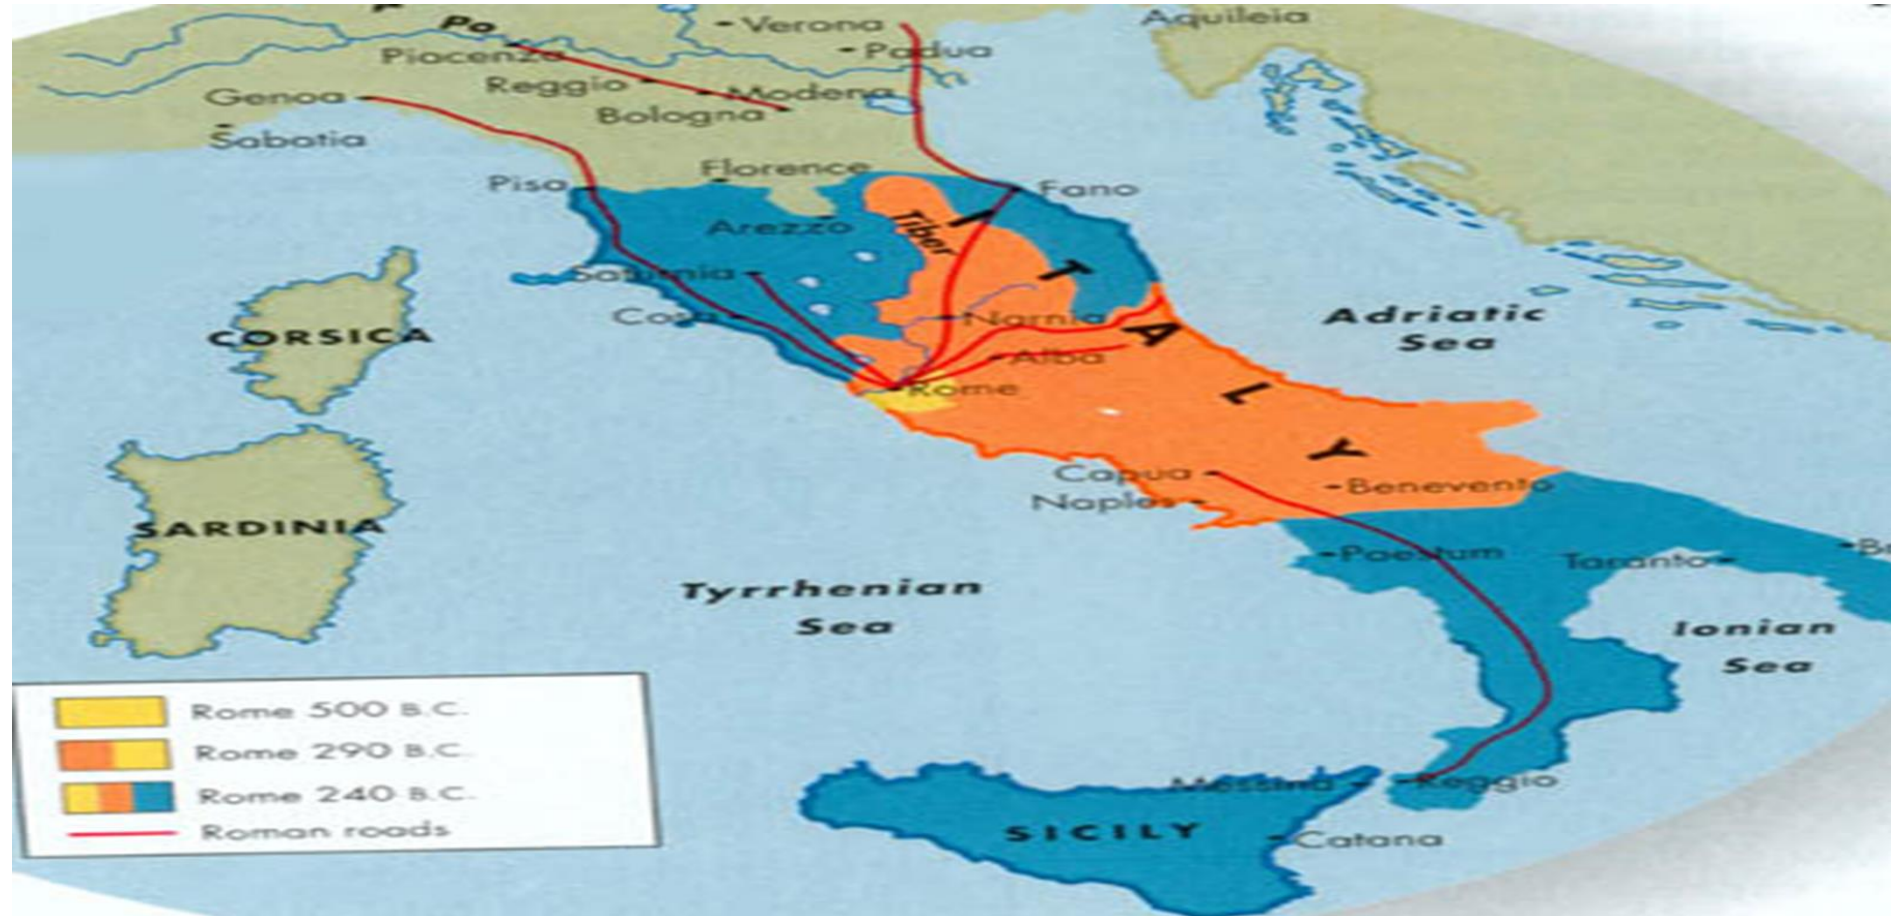 Po
Verona
Aquileia
Padua
Piacenza
Reggio
Modena
Genoa
Bologna
Sabatia
Florence
Pisa
Fano
Tiber
Arezzo
Saturnia
Cosa
Narnia
ITALY
CORSICA
Adriatic
Sea
Alba
Rome
Capua
Benevento
Naples
SARDINIA
Paestum
Taranto
Tyrrhenian
Sea
Ionian
Sea
Rome 500 B.C.
Rome 290 B.C.
Rome 240 B.C.
Roman roads
Messina
Reggio
SICILY
Catana